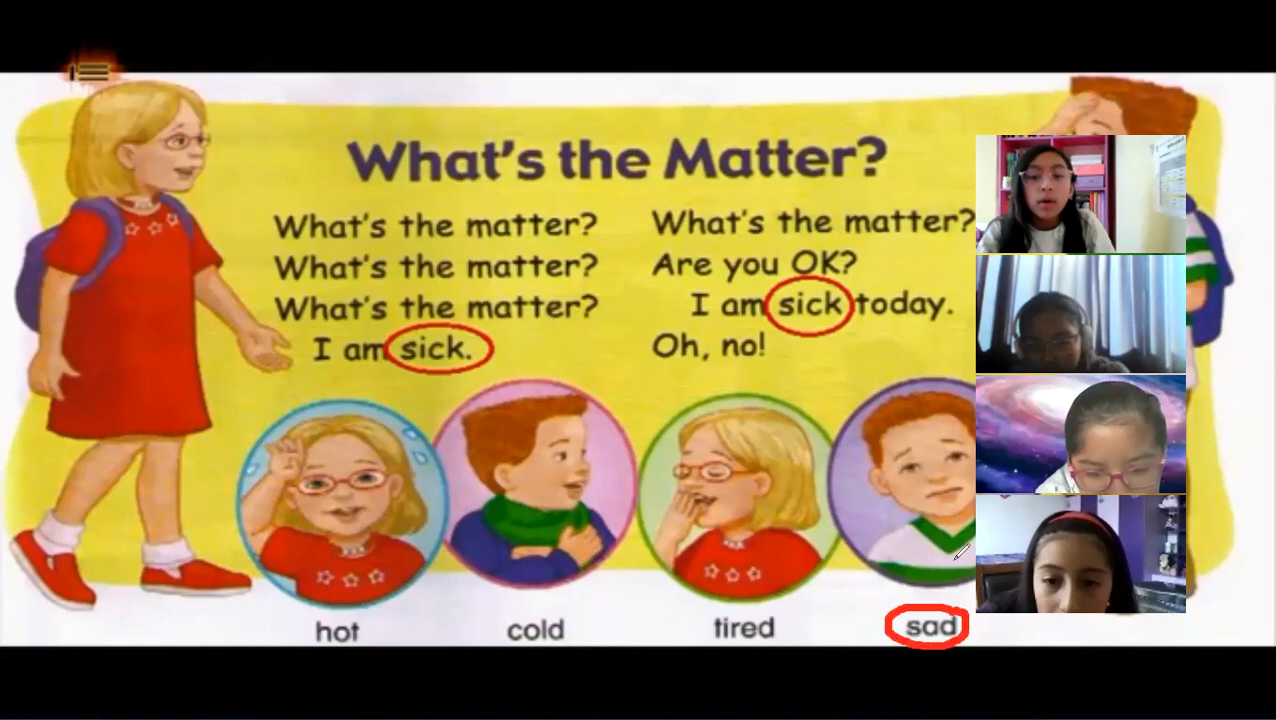 What's the Matter?
What's the matter?
What's the matter?
What's the matter?
I am sick.
What's the matter?
Are you OK?
I am sick today.
Oh, no!
hot
cold
tired
sad